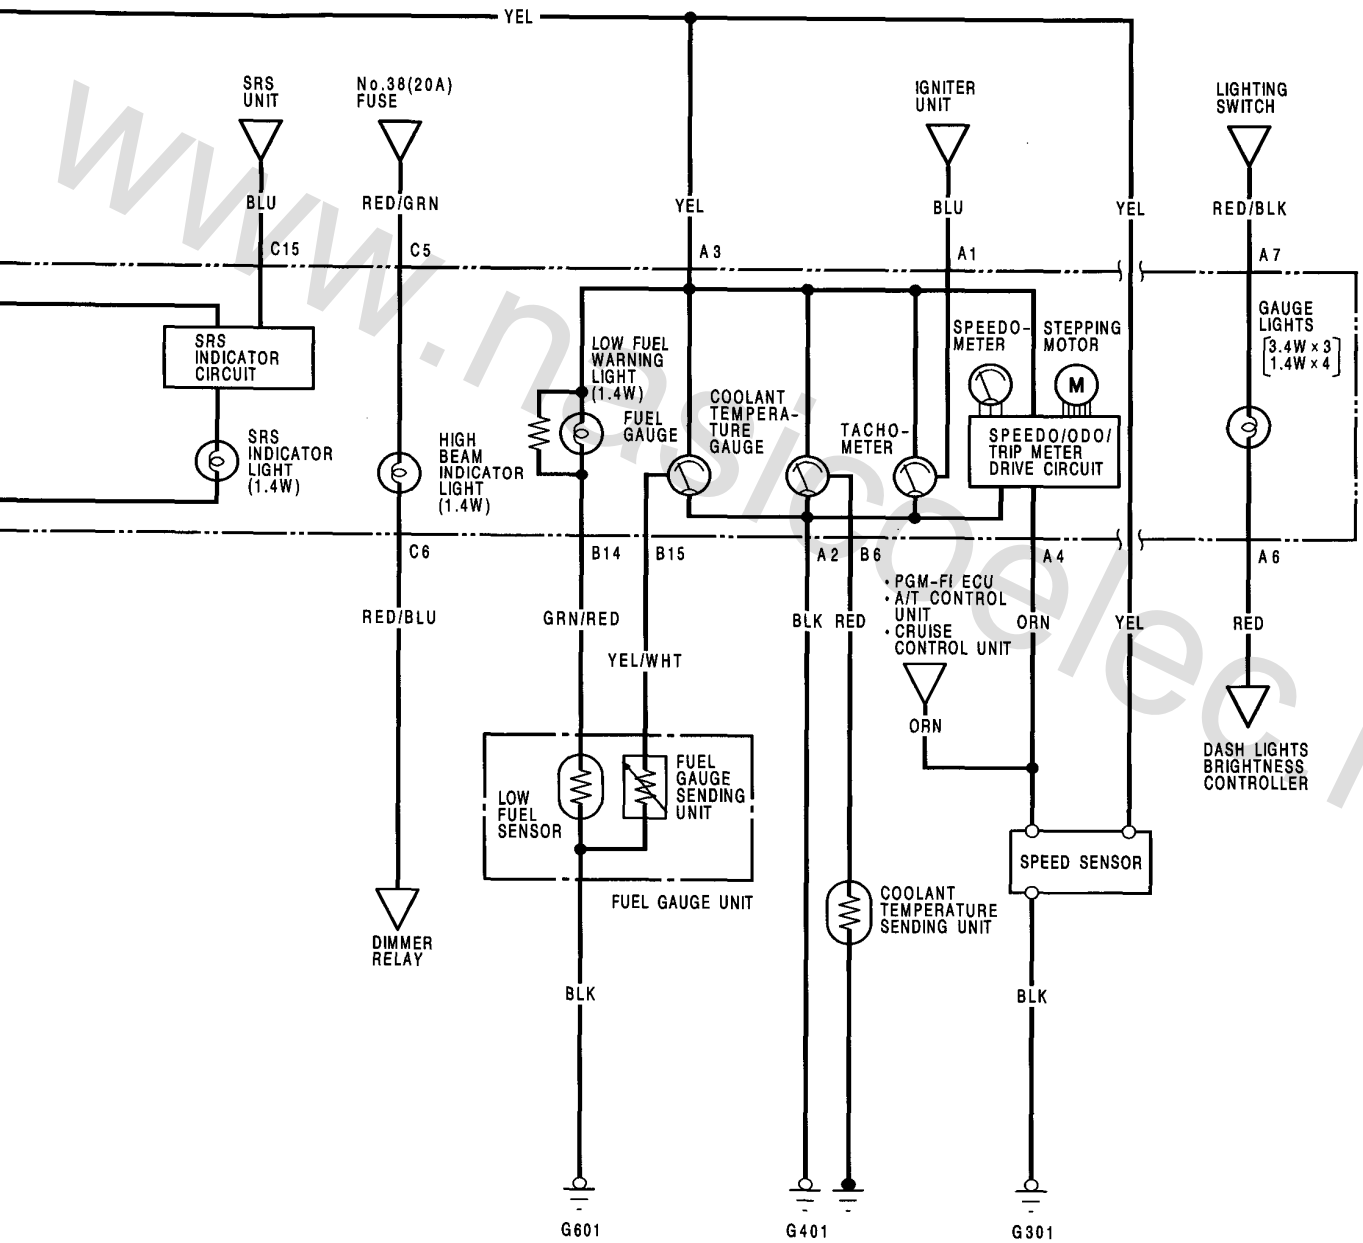 YEL
SRS
UNIT
No.38(20A)
FUSE
IGNITER
UNIT
LIGHTING
SWITCH
BLU
RED/GRN
YEL
BLU
YEL
RED/BLK
C15
C5
A3
A1
A7
SRS
INDICATOR
CIRCUIT
LOW FUEL
WARNING
LIGHT
(1.4W)
SPEEDO-
METER
STEPPING
MOTOR
M
GAUGE
LIGHTS
3.4W×3
1.4W×4
FUEL
GAUGE
COOLANT
TEMPERA-
TURE
GAUGE
TACHO-
METER
SPEEDO/ODO/
TRIP METER
DRIVE CIRCUIT
SRS
INDICATOR
LIGHT
(1.4W)
HIGH
BEAM
INDICATOR
LIGHT
(1.4W)
C6
B14
B15
A2
B6
A4
A6
RED/BLU
GRN/RED
YEL/WHT
BLK
RED
• PGM-FI ECU
• A/T CONTROL
UNIT
• CRUISE
CONTROL UNIT
ORN
YEL
RED
ORN
DASH LIGHTS
BRIGHTNESS
CONTROLLER
LOW
FUEL
SENSOR
FUEL
GAUGE
SENDING
UNIT
FUEL GAUGE UNIT
SPEED SENSOR
COOLANT
TEMPERATURE
SENDING UNIT
DIMMER
RELAY
BLK
BLK
G601
G401
G301
www.nasicoelec